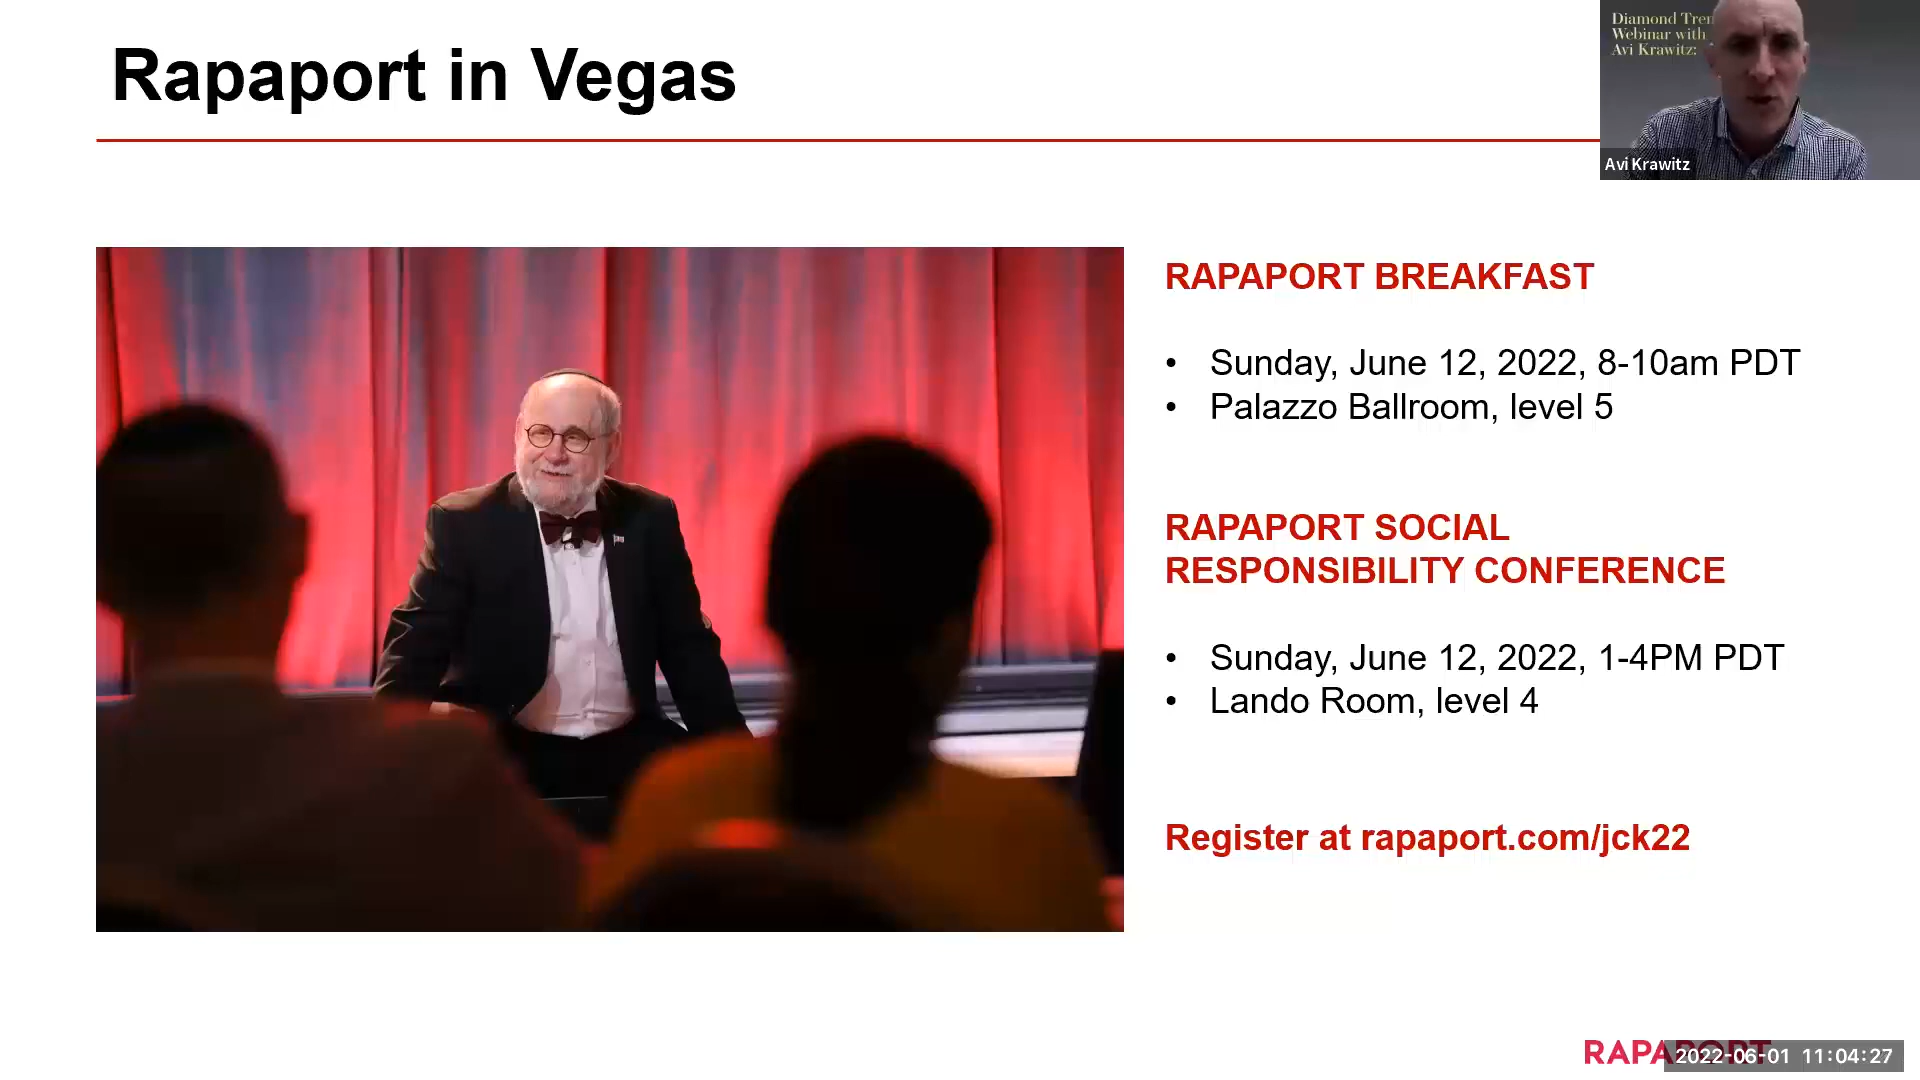 Rapaport in Vegas
Diamond Tren
Webinar with
Avi Krawitz:
Avi Krawitz
RAPAPORT BREAKFAST
• Sunday, June 12, 2022, 8-10am PDT
• Palazzo Ballroom, level 5
RAPAPORT SOCIAL
RESPONSIBILITY CONFERENCE
• Sunday, June 12, 2022, 1-4PM PDT
• Lando Room, level 4
Register at rapaport.com/jck22
RAPAPORT
2022-06-01 11:04:27